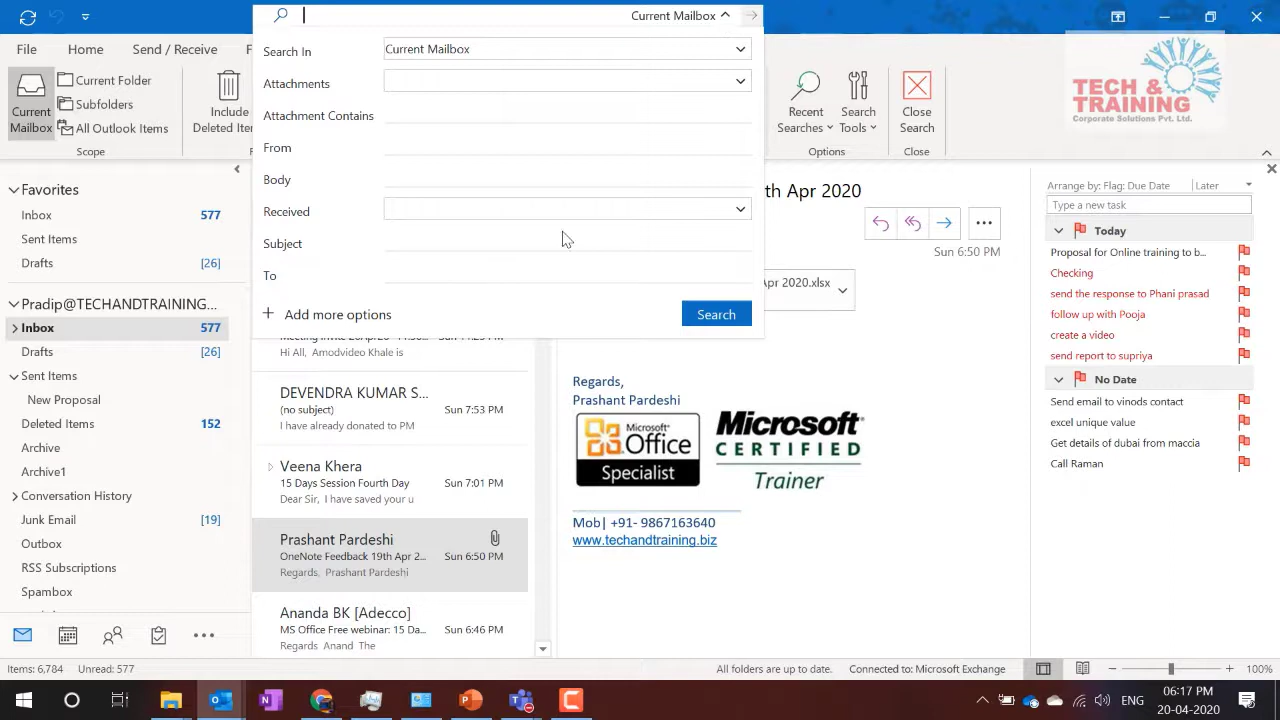 Current Mailbox
File
Home
Send / Receive
Search In
Current Mailbox
Attachments
Attachment Contains
From
Body
Received
Subject
To
Add more options
Search
Current Mailbox
Current Folder
Subfolders
All Outlook Items
Scope
Include
Deleted Iter
Recent
Searches
Search
Tools
Close
Search
Options
Close
TECH &
TRAINING
Corporate Solutions Pvt. Ltd.
Favorites
Inbox 577
Sent Items
Drafts [26]
Pradip@TECHANDTRAINING...
Inbox 577
Drafts [26]
Sent Items
New Proposal
Deleted Items 152
Archive
Archive1
Conversation History
Junk Email [19]
Outbox
RSS Subscriptions
Spambox
Hi All, Amodvideo Khale is
DEVENDRA KUMAR S...
(no subject) Sun 7:53 PM
I have already donated to PM
Veena Khera
15 Days Session Fourth Day Sun 7:01 PM
Dear Sir, I have saved your u
Prashant Pardeshi
OneNote Feedback 19th Apr 2... Sun 6:50 PM
Regards, Prashant Pardeshi
Ananda BK [Adecco]
MS Office Free webinar: 15 Da... Sun 6:46 PM
Regards Anand The
th Apr 2020
Sun 6:50 PM
Apr 2020.xlsx
Regards,
Prashant Pardeshi
Microsoft
Office
Specialist
Microsoft
CERTIFIED
Trainer
Mob| +91- 9867163640
www.techandtraining.biz
Arrange by: Flag: Due Date Later
Type a new task
Today
Proposal for Online training to b...
Checking
send the response to Phani prasad
follow up with Pooja
create a video
send report to supriya
No Date
Send email to vinods contact
excel unique value
Get details of dubai from maccia
Call Raman
Items: 6,784 Unread: 577
All folders are up to date. Connected to: Microsoft Exchange
100%
ENG
06:17 PM
20-04-2020